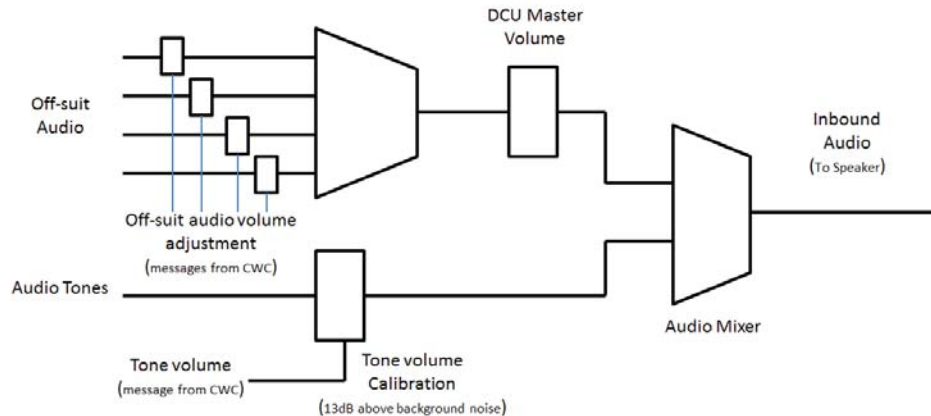 DCU Master
Volume
Off-suit
Audio
Inbound
Audio
(To Speaker)
Off-suit audio volume
adjustment
(messages from CWC)
Audio Tones
Audio Mixer
Tone volume
(message from CWC)
Tone volume
Calibration
(13dB above background noise)